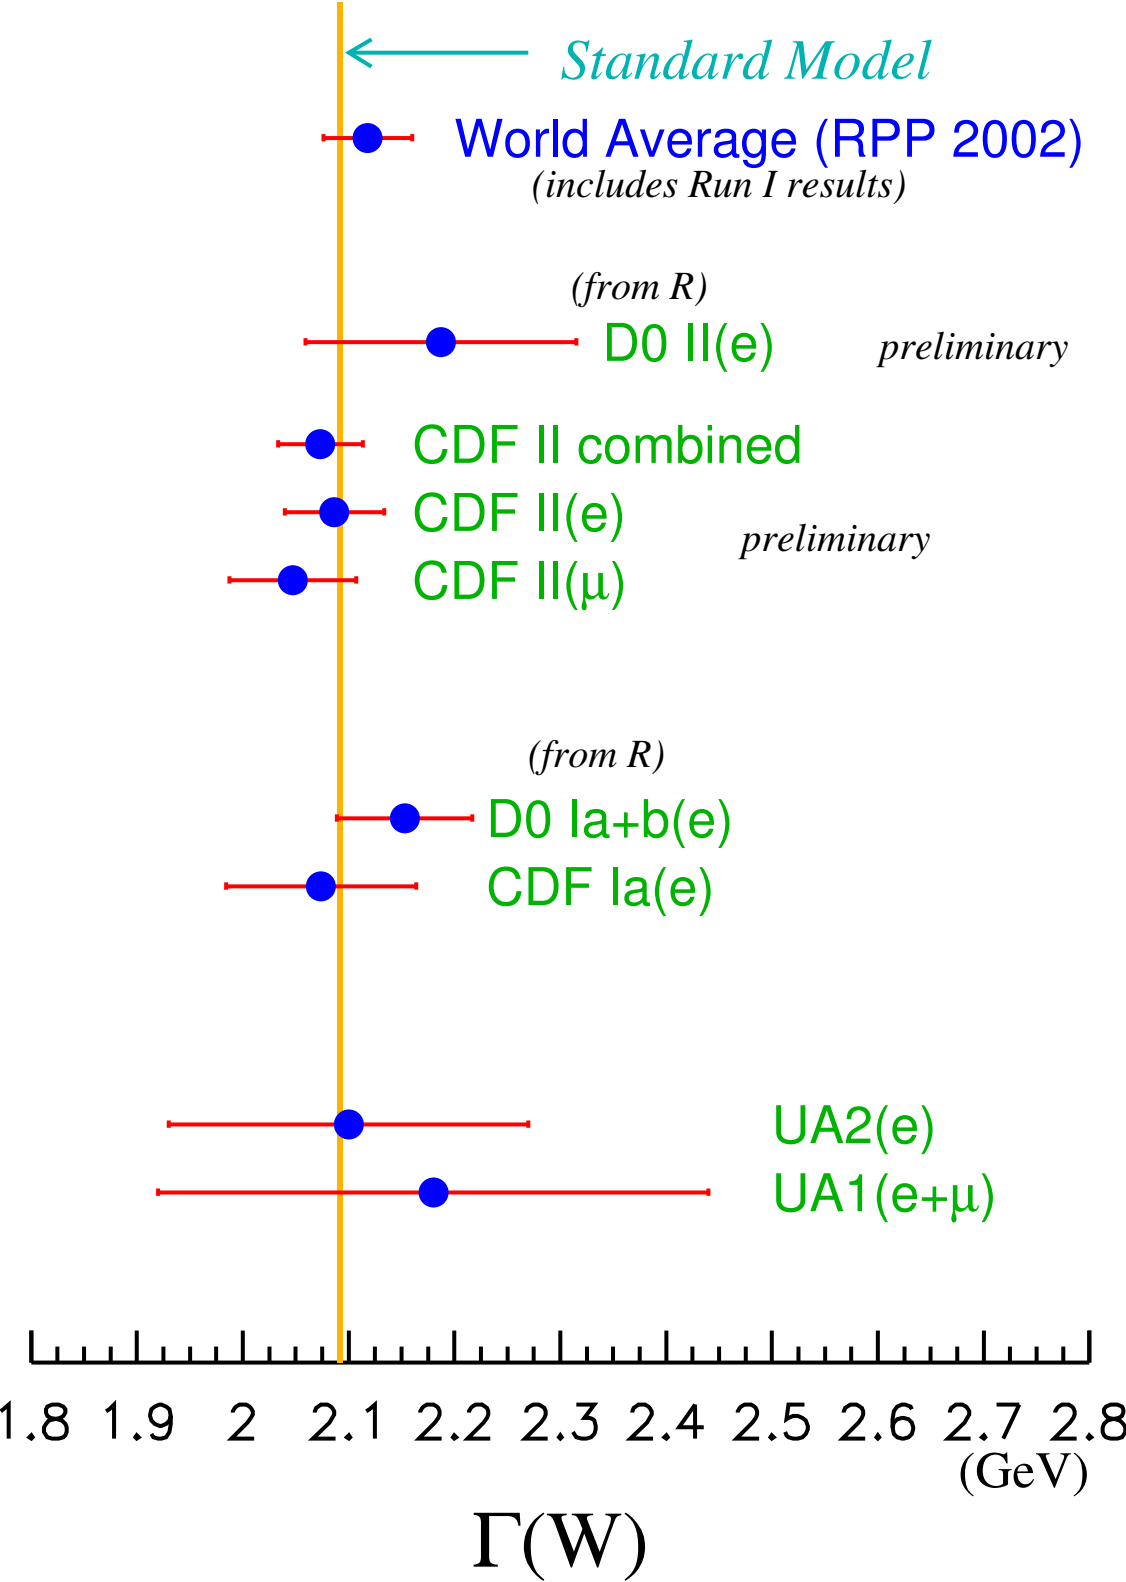 Standard Model
World Average (RPP 2002)
(includes Run I results)
(from R)
D0 II(e)
preliminary
CDF II combined
CDF II(e)
preliminary
CDF II(μ)
(from R)
D0 Ia+b(e)
CDF Ia(e)
UA2(e)
UA1(e+μ)
1.8 1.9 2 2.1 2.2 2.3 2.4 2.5 2.6 2.7 2.8
(GeV)
Γ(W)